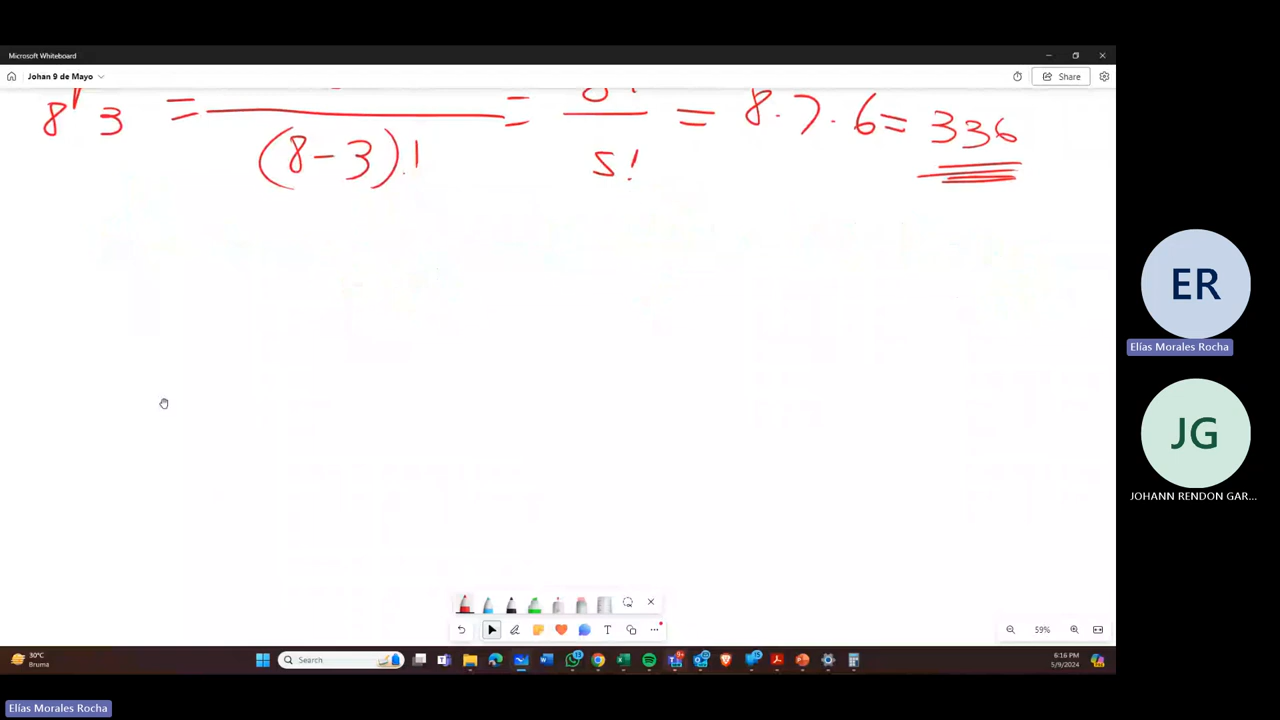 Microsoft Whiteboard
Johan 9 de Mayo
Share
8P3 = = 8! = 8.7.6= 336
(8-3)! 5!
ER
Elías Morales Rocha
JG
JOHANN RENDON GAR...
59%
30°C
Bruma
Search
6:16 PM
5/9/2024
Elías Morales Rocha